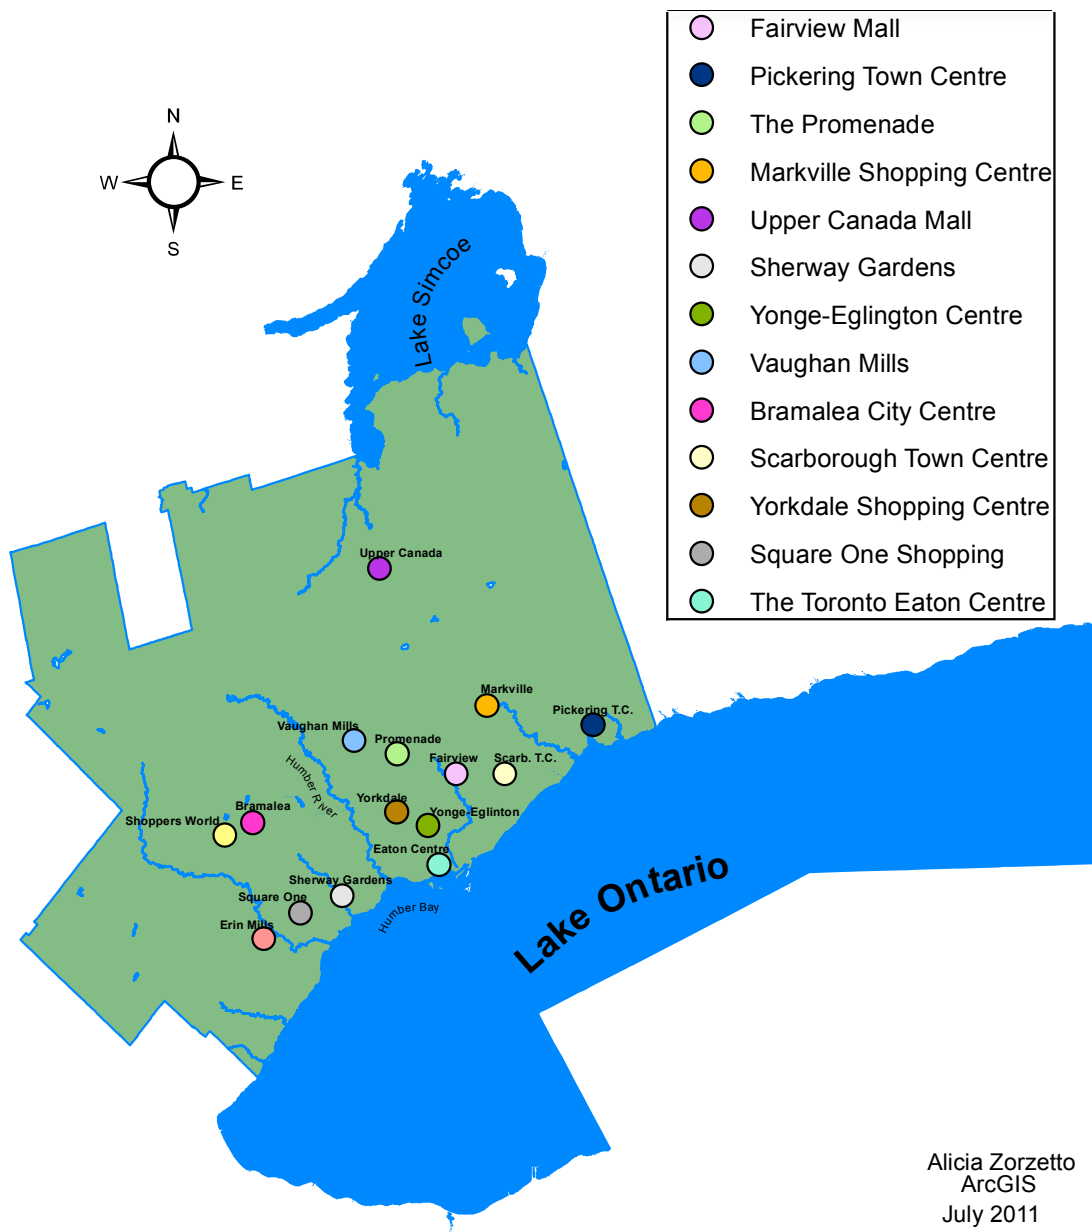 Fairview Mall
Pickering Town Centre
The Promenade
Markville Shopping Centre
Upper Canada Mall
Sherway Gardens
Yonge-Eglington Centre
Vaughan Mills
Bramalea City Centre
Scarborough Town Centre
Yorkdale Shopping Centre
Square One Shopping
The Toronto Eaton Centre
N
W E
S
Lake Simcoe
Upper Canada
Markville
Pickering T.C.
Vaughan Mills
Promenade
Fairview
Scarb. T.C.
Humber River
Yorkdale
Bramalea
Yonge-Eglinton
Shoppers World
Eaton Centre
Sherway Gardens
Square One
Humber Bay
Erin Mills
Lake Ontario
Alicia Zorzetto
ArcGIS
July 2011